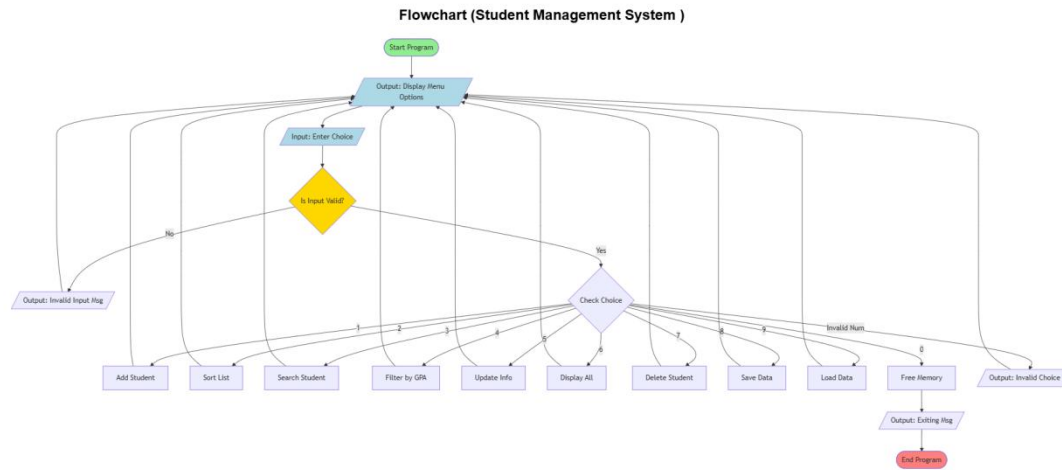 Flowchart (Student Management System )
Start Program
Output: Display Menu
Options
Input: Enter Choice
Is Input Valid?
No
Yes
Output: Invalid Input Msg
Check Choice
1
2
3
4
5
6
7
8
9
0
Invalid Num
Add Student
Sort List
Search Student
Filter by GPA
Update Info
Display All
Delete Student
Save Data
Load Data
Free Memory
Output: Invalid Choice
Output: Exiting Msg
End Program